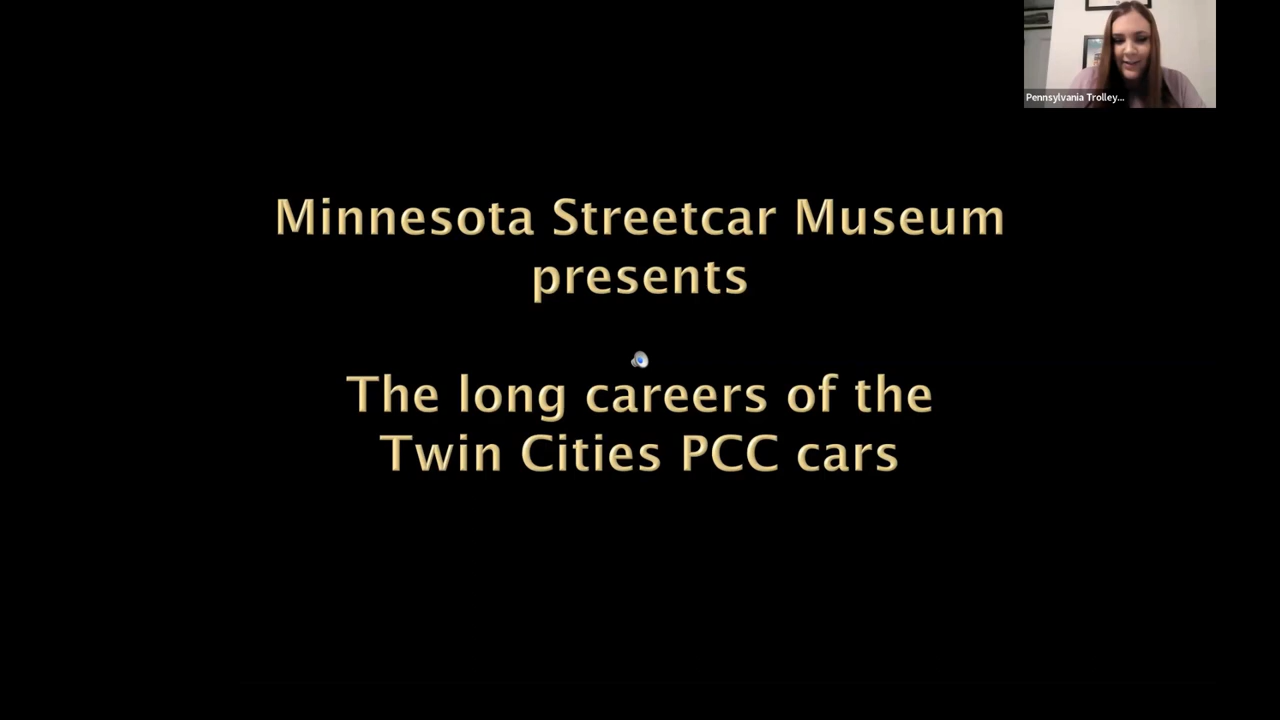 Pennsylvania Trolley...
Minnesota Streetcar Museum
presents
The long careers of the
Twin Cities PCC cars